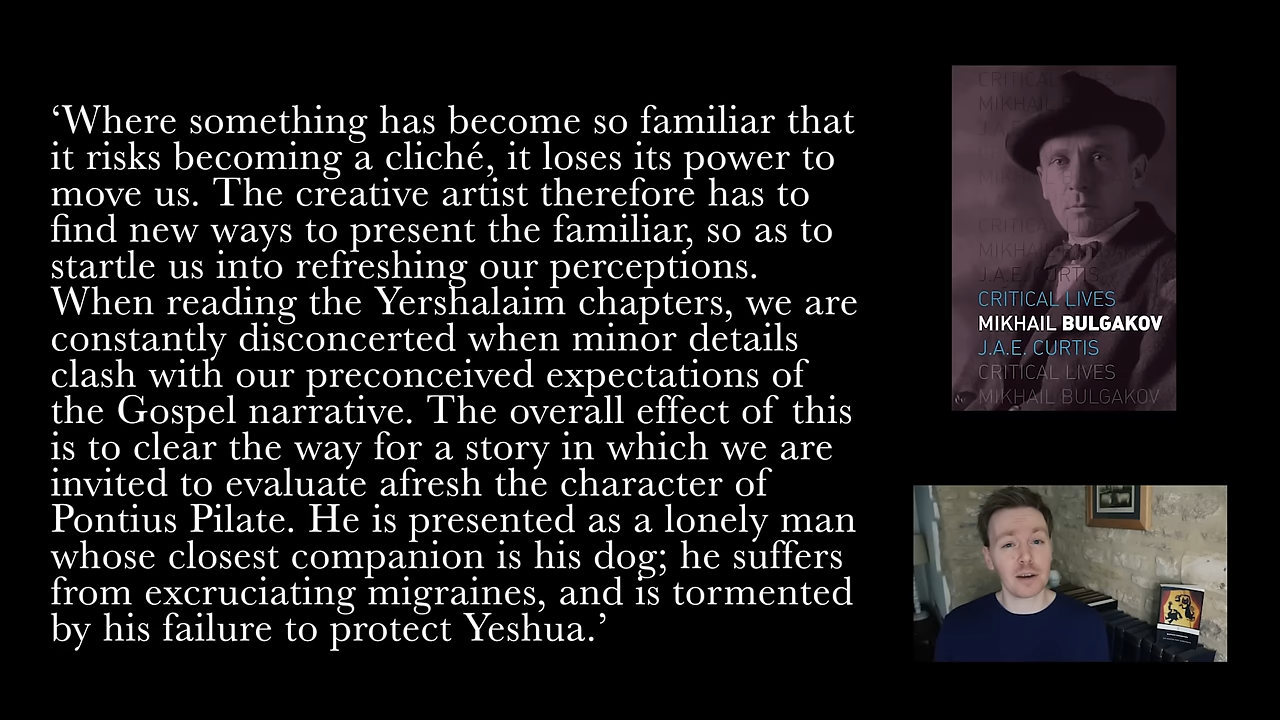 ‘Where something has become so familiar that
it risks becoming a cliché, it loses its power to
move us. The creative artist therefore has to
find new ways to present the familiar, so as to
startle us into refreshing our perceptions.
When reading the Yershalaim chapters, we are
constantly disconcerted when minor details
clash with our preconceived expectations of
the Gospel narrative. The overall effect of this
is to clear the way for a story in which we are
invited to evaluate afresh the character of
Pontius Pilate. He is presented as a lonely man
whose closest companion is his dog; he suffers
from excruciating migraines, and is tormented
by his failure to protect Yeshua.’
CRITICAL LIVES
MIKHAIL
CRITICAL
MIKHAIL
J.A.E. CURTIS
CRITICAL LIVES
MIKHAIL BULGAKOV
J.A.E. CURTIS
CRITICAL LIVES
MIKHAIL BULGAKOV